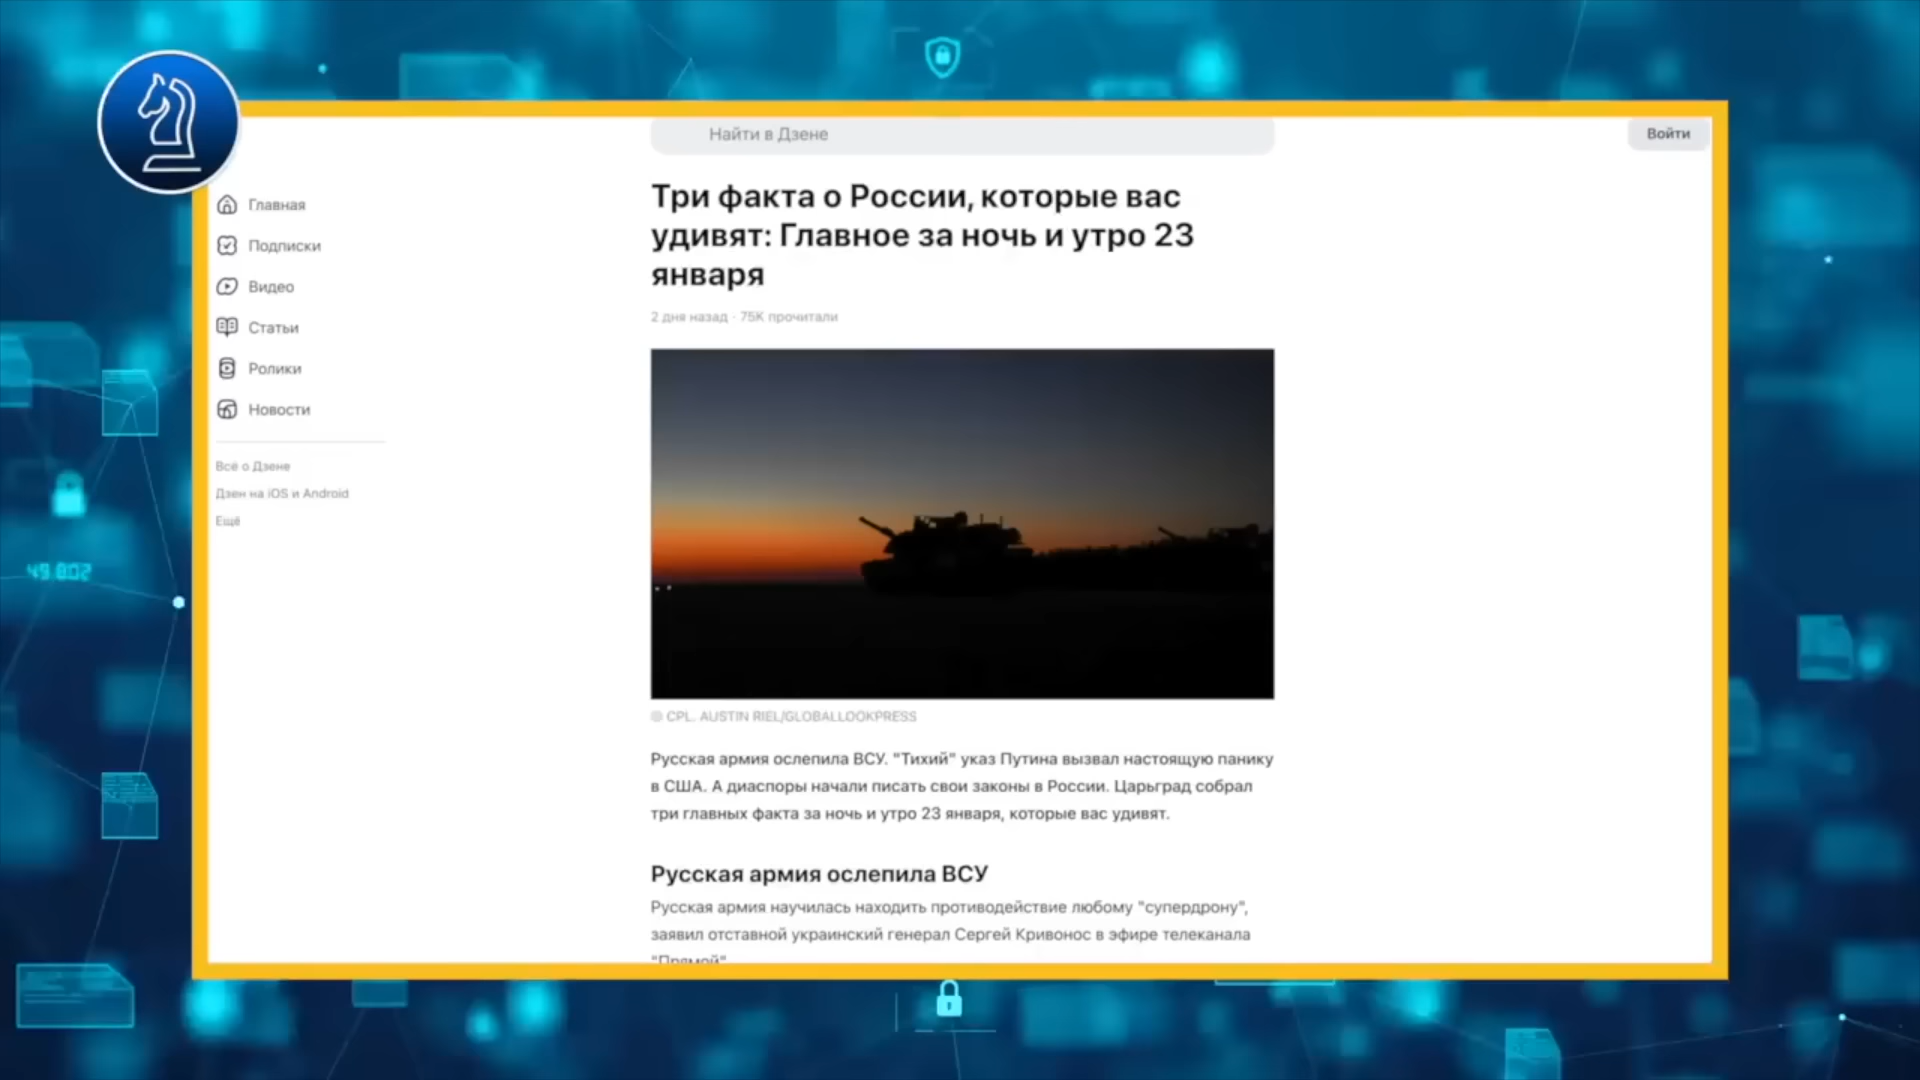 Найти в Дзене
Войти
Главная
Подписки
Видео
Статьи
Ролики
Новости
Всё о Дзене
Дзен на iOS и Android
Ещё
Три факта о России, которые вас
удивят: Главное за ночь и утро 23
января
2 дня назад · 75K прочитали
© CPL. AUSTIN RIEL/GLOBALLOOKPRESS
Русская армия ослепила ВСУ. "Тихий" указ Путина вызвал настоящую панику
в США. А диаспоры начали писать свои законы в России. Царьград собрал
три главных факта за ночь и утро 23 января, которые вас удивят.
Русская армия ослепила ВСУ
Русская армия научилась находить противодействие любому "супердрону",
заявил отставной украинский генерал Сергей Кривонос в эфире телеканала
"Прямой"